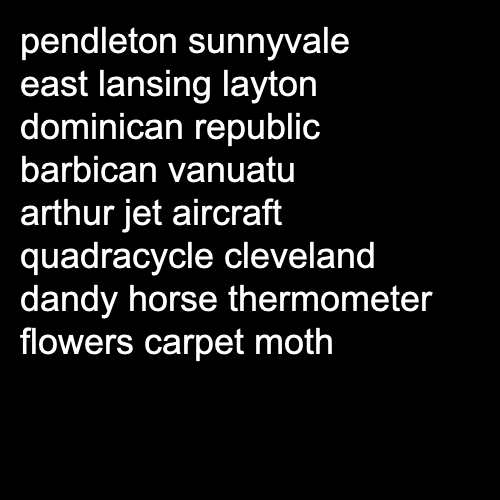 pendleton sunnyvale
east lansing layton
dominican republic
barbican vanuatu
arthur jet aircraft
quadracycle cleveland
dandy horse thermometer
flowers carpet moth